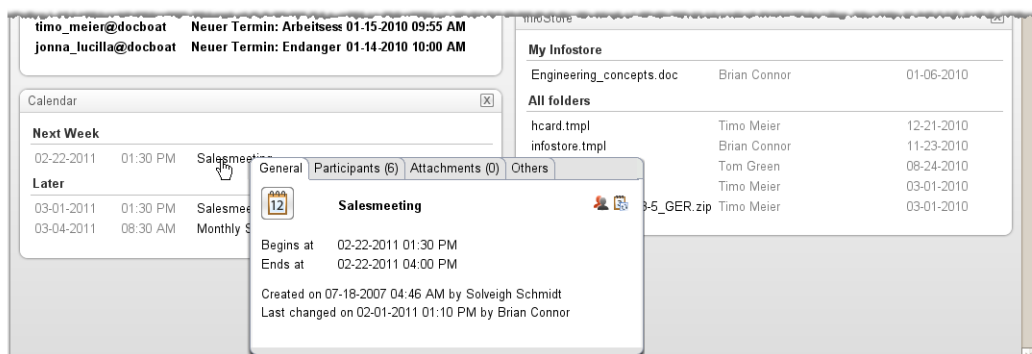 timo_meier@docboat Neuer Termin: Arbeitsess 01-15-2010 09:55 AM
jonna_lucilla@docboat Neuer Termin: Endanger 01-14-2010 10:00 AM
Calendar
Next Week
02-22-2011 01:30 PM Salesmeeting
Later
03-01-2011 01:30 PM Salesmee
03-04-2011 08:30 AM Monthly S
General Participants (6) Attachments (0) Others
12
Salesmeeting
Begins at 02-22-2011 01:30 PM
Ends at 02-22-2011 04:00 PM
Created on 07-18-2007 04:46 AM by Solveigh Schmidt
Last changed on 02-01-2011 01:10 PM by Brian Connor
InfoStore
My Infostore
Engineering_concepts.doc Brian Connor 01-06-2010
All folders
hcard.tmpl Timo Meier 12-21-2010
infostore.tmpl Brian Connor 11-23-2010
Tom Green 08-24-2010
Timo Meier 03-01-2010
-5_GER.zip Timo Meier 03-01-2010